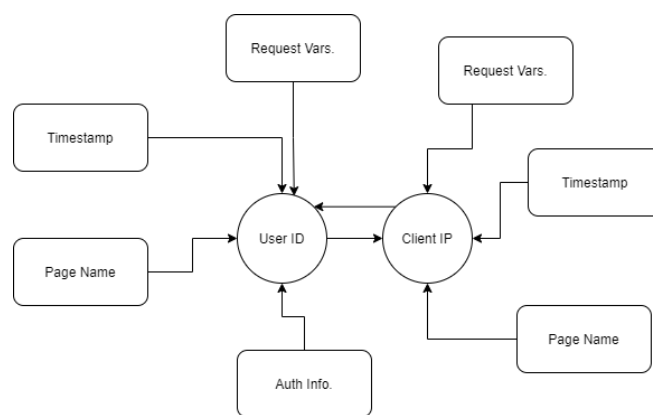 Request Vars.
Request Vars.
Timestamp
Timestamp
User ID
Client IP
Page Name
Page Name
Auth Info.